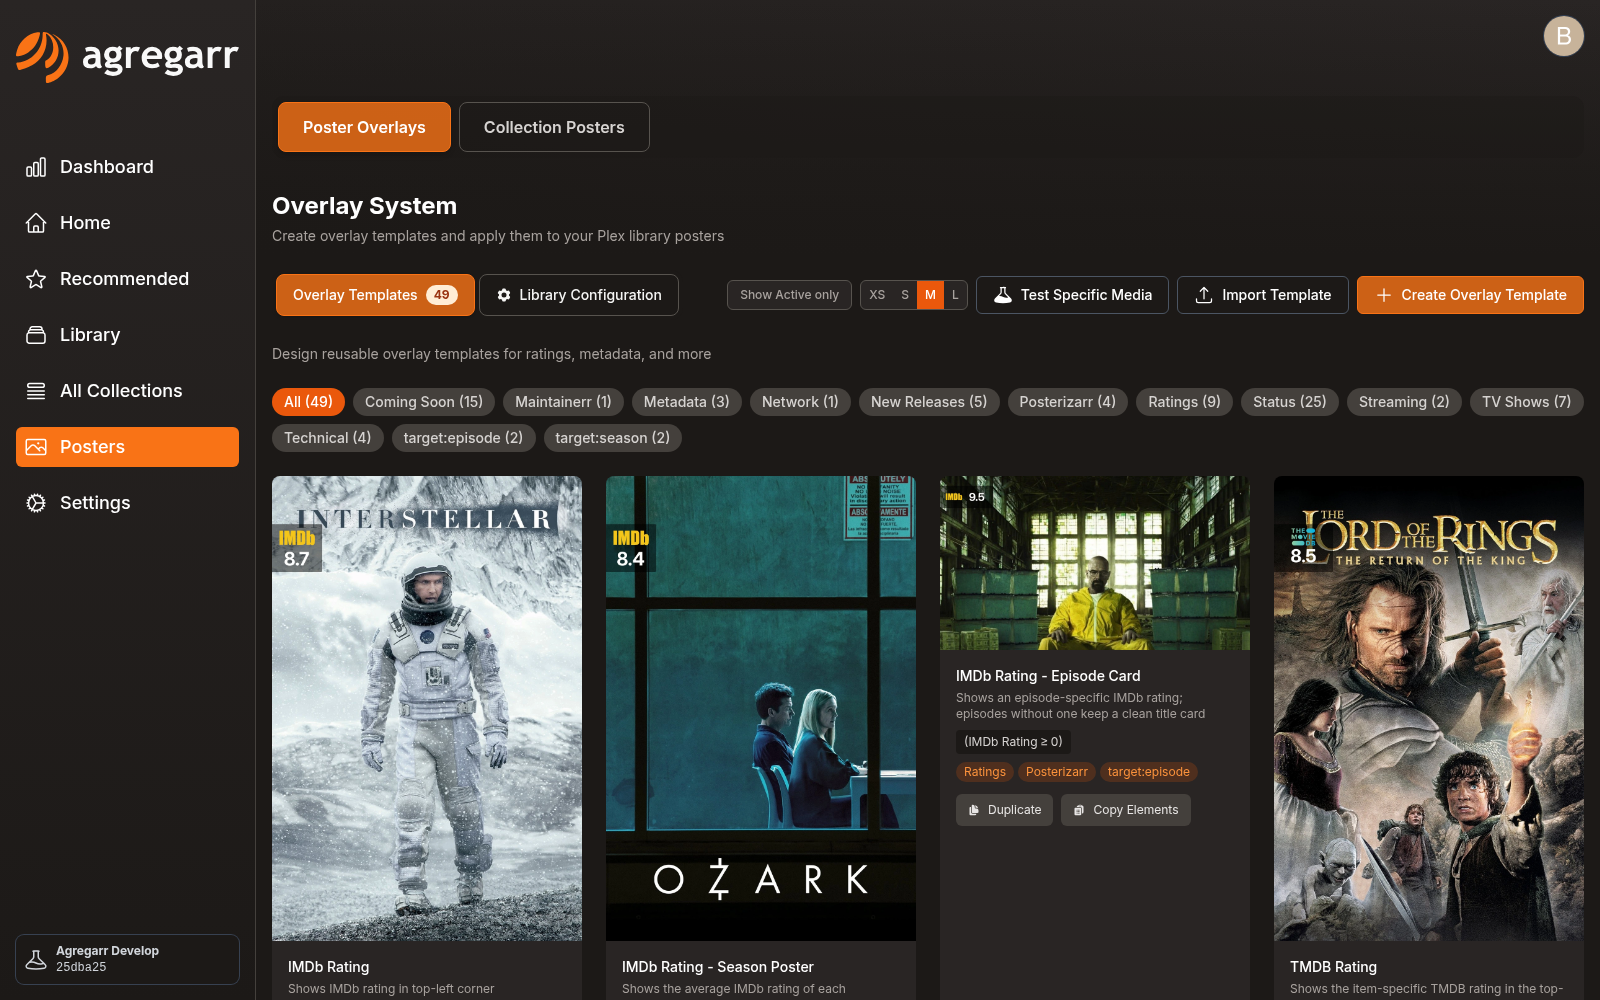 agregarr
B
Dashboard
Home
Recommended
Library
All Collections
Posters
Settings
Agregarr Develop
25dba25
Poster Overlays
Collection Posters
Overlay System
Create overlay templates and apply them to your Plex library posters
Overlay Templates 49
Library Configuration
Show Active only
XS S M L
Test Specific Media
Import Template
Create Overlay Template
Design reusable overlay templates for ratings, metadata, and more
All (49) Coming Soon (15) Maintainerr (1) Metadata (3) Network (1) New Releases (5) Posterizarr (4) Ratings (9) Status (25) Streaming (2) TV Shows (7)
Technical (4) target:episode (2) target:season (2)
INTERSTELLAR
IMDb
8.7
IMDb Rating
Shows IMDb rating in top-left corner
IMDb
8.4
OZARK
IMDb Rating - Season Poster
Shows the average IMDb rating of each
IMDb 9.5
IMDb Rating - Episode Card
Shows an episode-specific IMDb rating;
episodes without one keep a clean title card
(IMDb Rating ≥ 0)
Ratings Posterizarr target:episode
Duplicate Copy Elements
THE
LORD OF THE RINGS
THE RETURN OF THE KING
THE
MOVIE
DB
8.5
TMDB Rating
Shows the item-specific TMDB rating in the top-